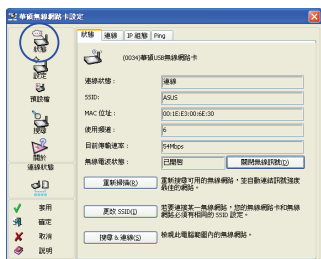 華碩無線網路卡設定
狀態
設定
預設檔
搜尋
關於
連線狀態
套用
確定
取消
說明
狀態 連線 IP 組態 Ping
(0034)華碩USB無線網路卡
連線狀態： 連線
SSID: ASUS
MAC 位址： 00:1E:E3:00:6E:30
使用頻道： 6
目前傳輸速率： 54Mbps
無線電波狀態： 已開啓 關閉無線訊號(D)
重新掃描(R) 重新搜尋可用的無線網路，並自動連結訊號強度
最佳的網路。
更改 SSID(I) 若要連接某一無線網路，您的無線網路卡和無線
網路必須有相同的 SSID 設定。
搜尋 & 連線(S) 檢視此電腦範圍內的無線網路。